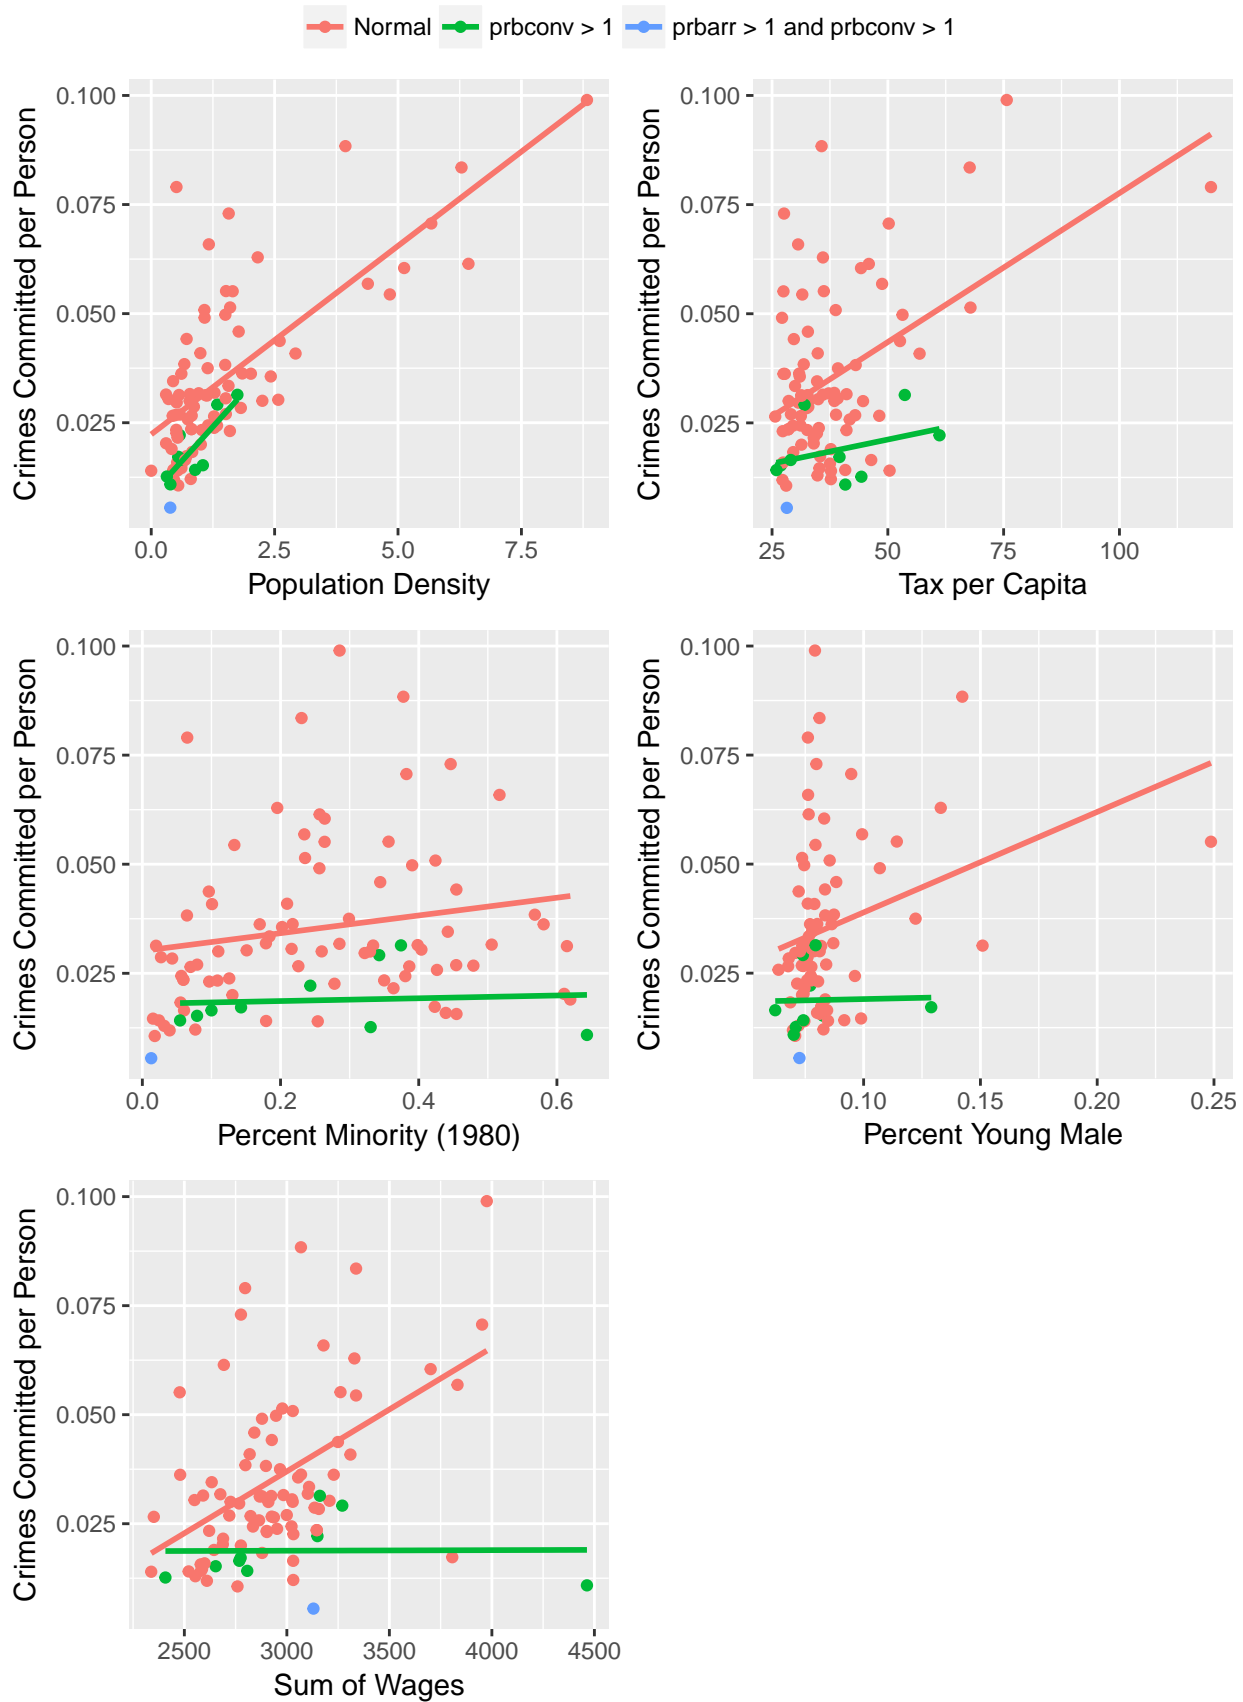 Normal prbconv > 1 prbarr > 1 and prbconv > 1
Crimes Committed per Person
0.100
0.075
0.050
0.025
0.0 2.5 5.0 7.5
Population Density
Crimes Committed per Person
0.100
0.075
0.050
0.025
25 50 75 100
Tax per Capita
Crimes Committed per Person
0.100
0.075
0.050
0.025
0.0 0.2 0.4 0.6
Percent Minority (1980)
Crimes Committed per Person
0.100
0.075
0.050
0.025
0.10 0.15 0.20 0.25
Percent Young Male
Crimes Committed per Person
0.100
0.075
0.050
0.025
2500 3000 3500 4000 4500
Sum of Wages